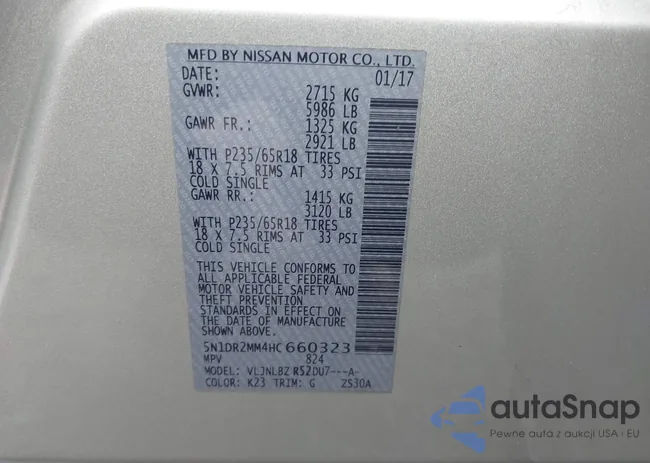 MFD BY NISSAN MOTOR CO., LTD.
DATE: 01/17
GVWR: 2715 KG
5986 LB
GAWR FR.: 1325 KG
2921 LB
WITH P235/65R18 TIRES
18 X 7.5 RIMS AT 33 PSI
COLD SINGLE
GAWR RR.: 1415 KG
3120 LB
WITH P235/65R18 TIRES
18 X 7.5 RIMS AT 33 PSI
COLD SINGLE
THIS VEHICLE CONFORMS TO
ALL APPLICABLE FEDERAL
MOTOR VEHICLE SAFETY AND
THEFT PREVENTION
STANDARDS IN EFFECT ON
THE DATE OF MANUFACTURE
SHOWN ABOVE.
5N1DR2MM4HC660323
MPV 824
MODEL: VLJNLBZ R52DU7---A-
COLOR: K23 TRIM: G ZS30A
autaSnap
Pewne auta z aukcji USA i EU